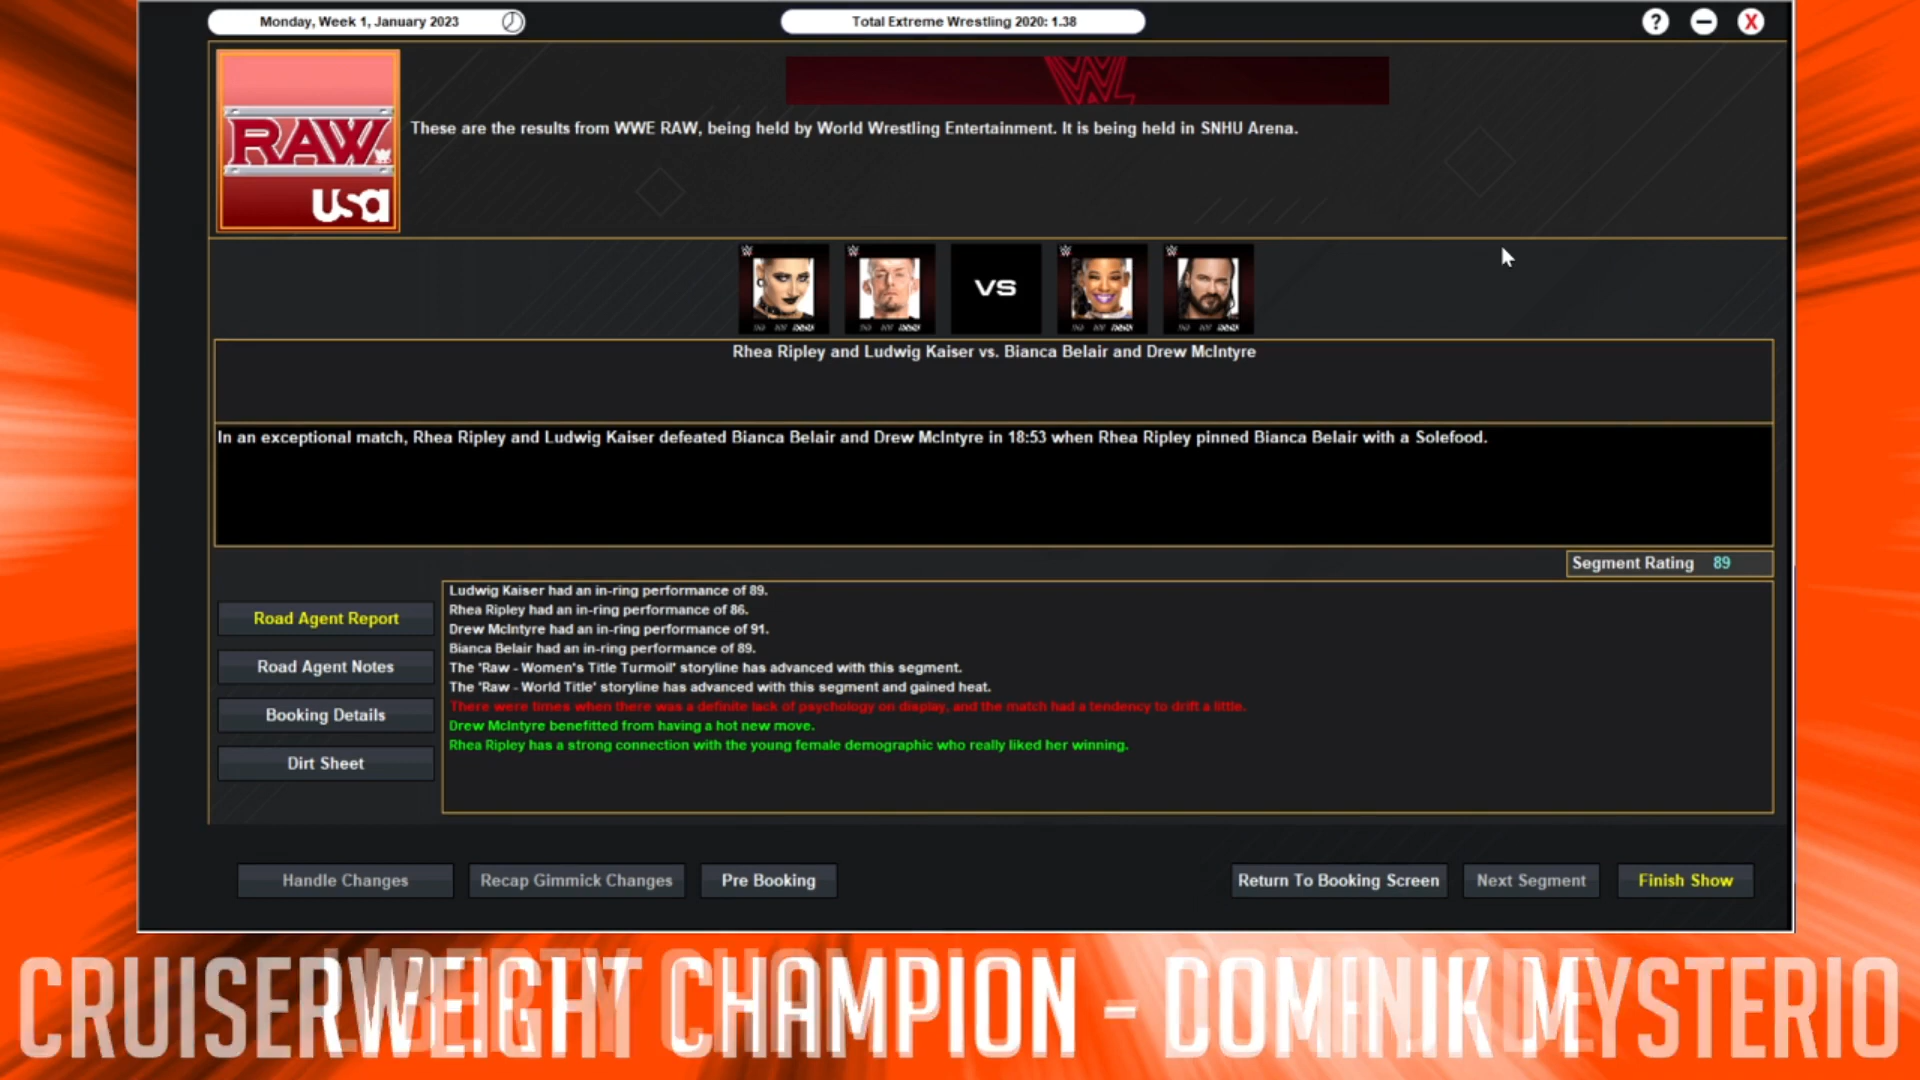 Monday, Week 1, January 2023
Total Extreme Wrestling 2020: 1.38
?
X
RAW
usa
These are the results from WWE RAW, being held by World Wrestling Entertainment. It is being held in SNHU Arena.
VS
Rhea Ripley and Ludwig Kaiser vs. Bianca Belair and Drew McIntyre
In an exceptional match, Rhea Ripley and Ludwig Kaiser defeated Bianca Belair and Drew McIntyre in 18:53 when Rhea Ripley pinned Bianca Belair with a Solefood.
Segment Rating 89
Road Agent Report
Road Agent Notes
Booking Details
Dirt Sheet
Ludwig Kaiser had an in-ring performance of 89.
Rhea Ripley had an in-ring performance of 86.
Drew McIntyre had an in-ring performance of 91.
Bianca Belair had an in-ring performance of 89.
The 'Raw - Women's Title Turmoil' storyline has advanced with this segment.
The 'Raw - World Title' storyline has advanced with this segment and gained heat.
There were times when there was a definite lack of psychology on display, and the match had a tendency to drift a little.
Drew McIntyre benefitted from having a hot new move.
Rhea Ripley has a strong connection with the young female demographic who really liked her winning.
Handle Changes
Recap Gimmick Changes
Pre Booking
Return To Booking Screen
Next Segment
Finish Show
CRUISERWEIGHT CHAMPION - DOMINIK MYSTERIO